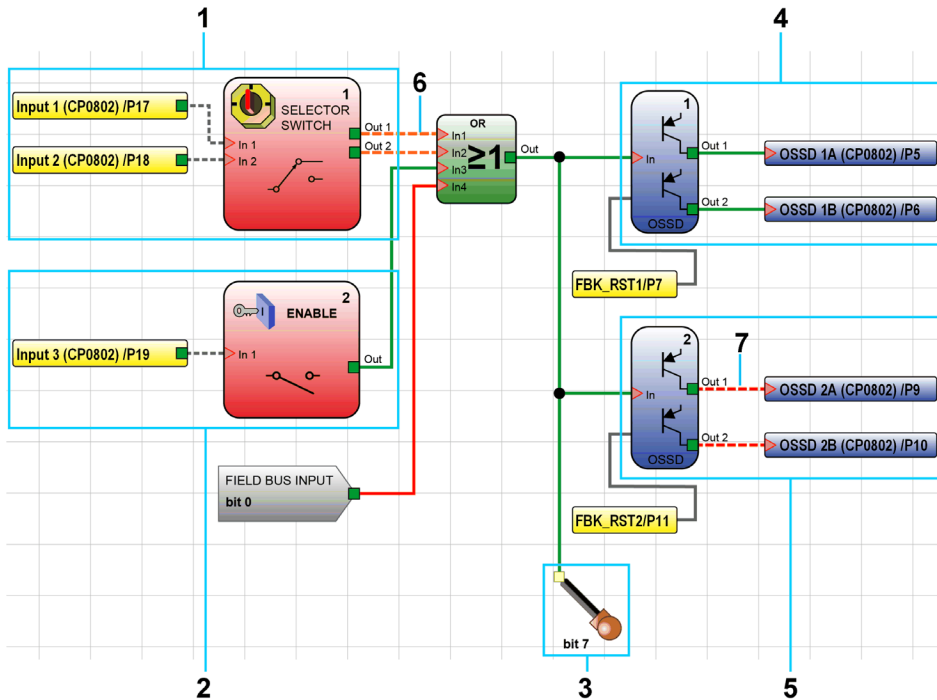 1
4
6
Input 1 (CP0802) /P17
Input 2 (CP0802) /P18
1
SELECTOR
SWITCH
In 1
In 2
Out 1
Out 2
OR
In1
In2
In3
In4
≥1
Out
1
In
Out 1
Out 2
OSSD
OSSD 1A (CP0802) /P5
OSSD 1B (CP0802) /P6
FBK_RST1/P7
Input 3 (CP0802) /P19
2
ENABLE
In 1
Out
2
In
Out 1
Out 2
OSSD
7
OSSD 2A (CP0802) /P9
OSSD 2B (CP0802) /P10
FBK_RST2/P11
FIELD BUS INPUT
bit 0
bit 7
2
3
5